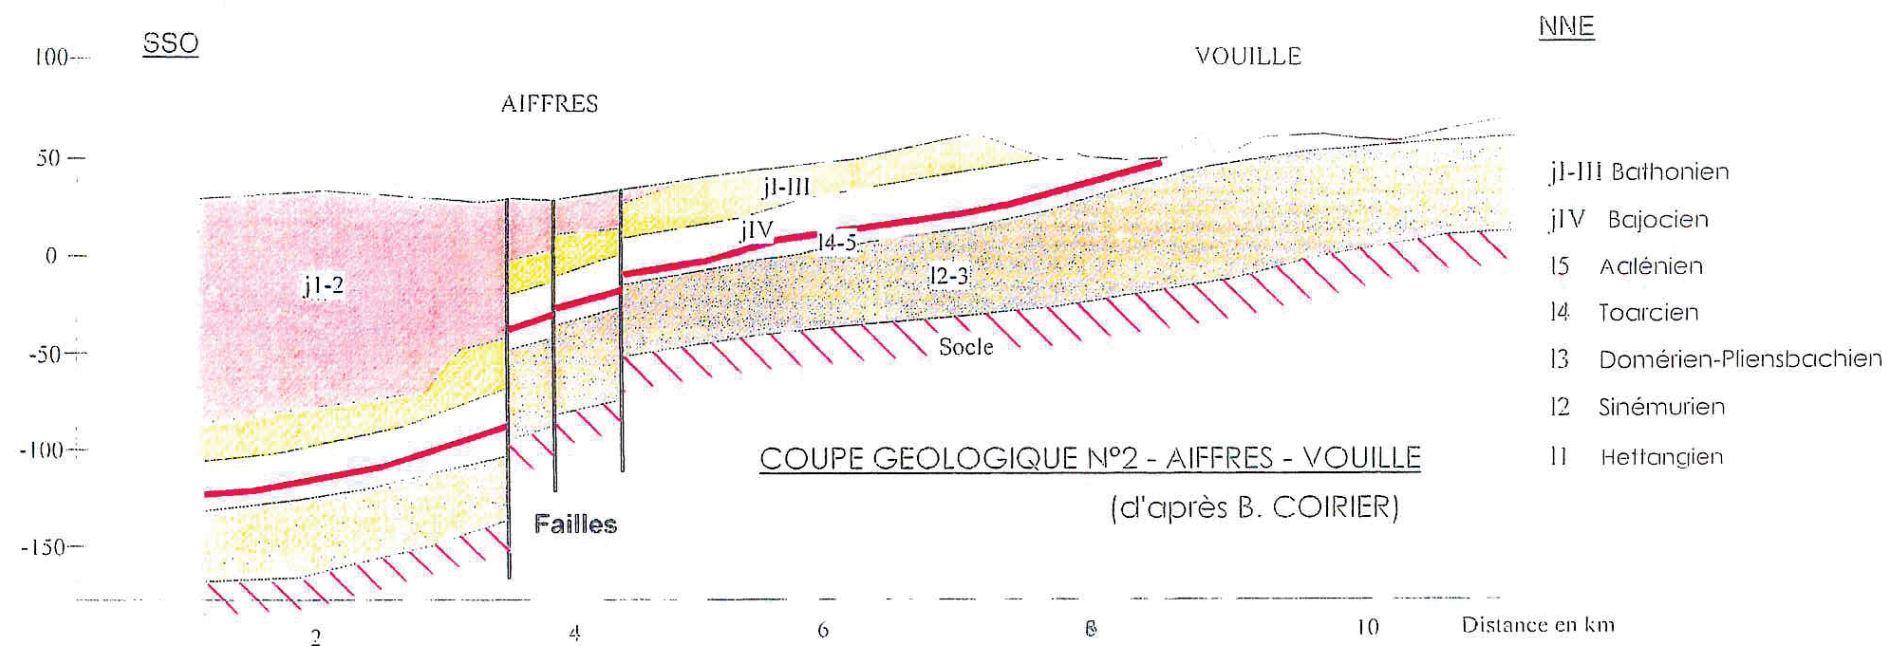 SSO
NNE
100
VOUILLE
AIFFRES
50
jI-III
jI-III Bathonien
jIV
jIV Bajocien
0
l4-5
l5 Aalénien
j1-2
l2-3
l4 Toarcien
-50
Socle
l3 Domérien-Pliensbachien
l2 Sinémurien
-100
COUPE GEOLOGIQUE N°2 - AIFFRES - VOUILLE
l1 Hettangien
(d'après B. COIRIER)
Failles
-150
2
4
6
8
10
Distance en km